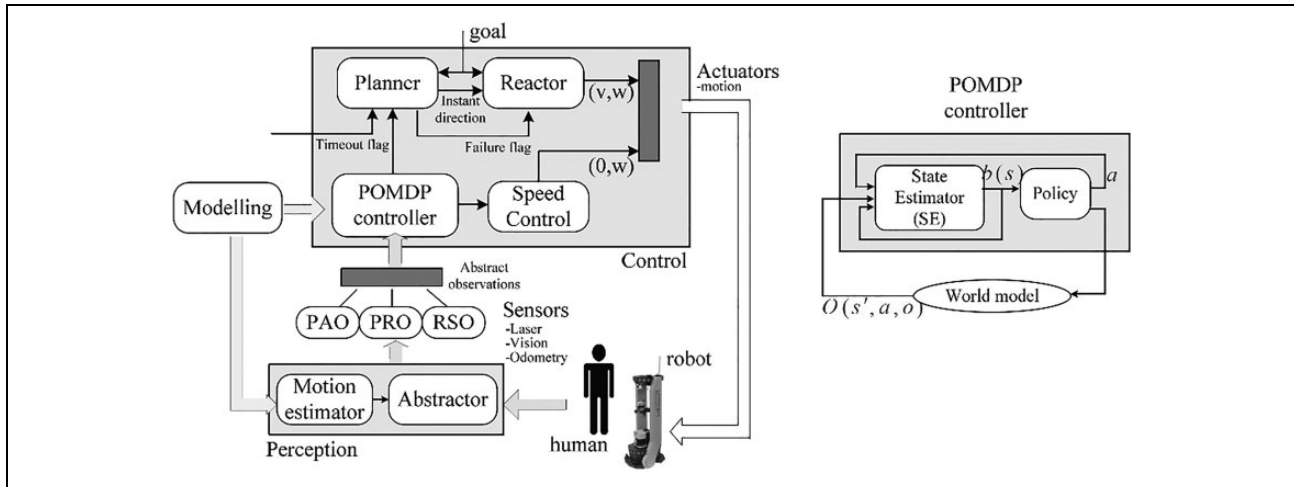 goal
Planner
Reactor
Instant
direction
(v,w)
Actuators
-motion
Timeout flag
Failure flag
(0,w)
Modelling
POMDP
controller
Speed
Control
Control
Abstract
observations
PAO
PRO
RSO
Sensors
-Laser
-Vision
-Odometry
robot
Motion
estimator
Abstractor
human
Perception
POMDP
controller
State
Estimator
(SE)
b(s)
Policy
a
World model
O(s′,a,o)